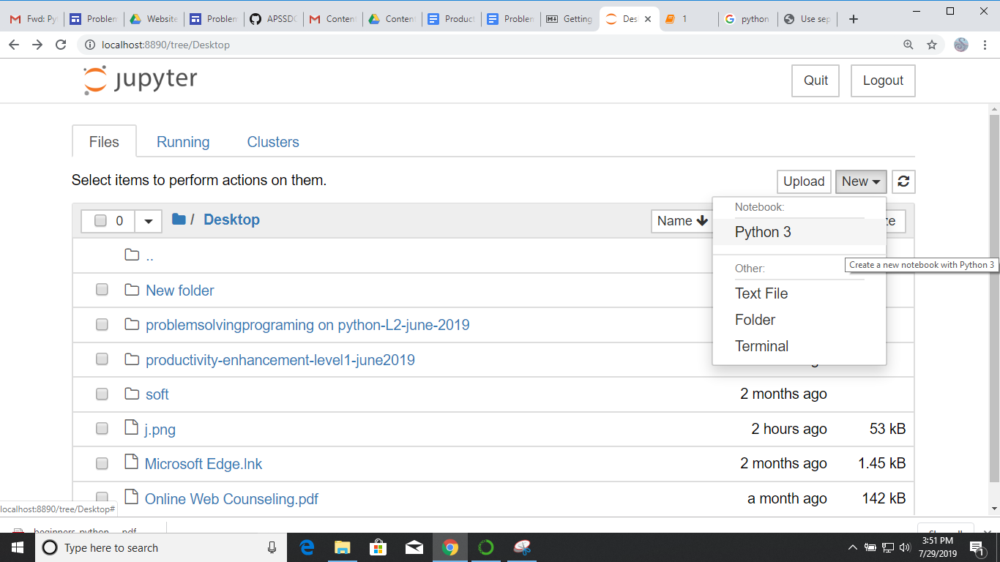 Fwd: Py
Problem
Website
Problem
APSSDC
Content
Content
Product
Problem
Getting
Des
1
python
Use sep
localhost:8890/tree/Desktop
jupyter
Quit
Logout
Files
Running
Clusters
Select items to perform actions on them.
Upload
New
0
/ Desktop
Name
ze
Notebook:
Python 3
Create a new notebook with Python 3
Other:
Text File
Folder
Terminal
..
New folder
problemsolvingprograming on python-L2-june-2019
productivity-enhancement-level1-june2019
soft
2 months ago
j.png
2 hours ago
53 kB
Microsoft Edge.lnk
2 months ago
1.45 kB
Online Web Counseling.pdf
a month ago
142 kB
localhost:8890/tree/Desktop#
Type here to search
3:51 PM
7/29/2019
1